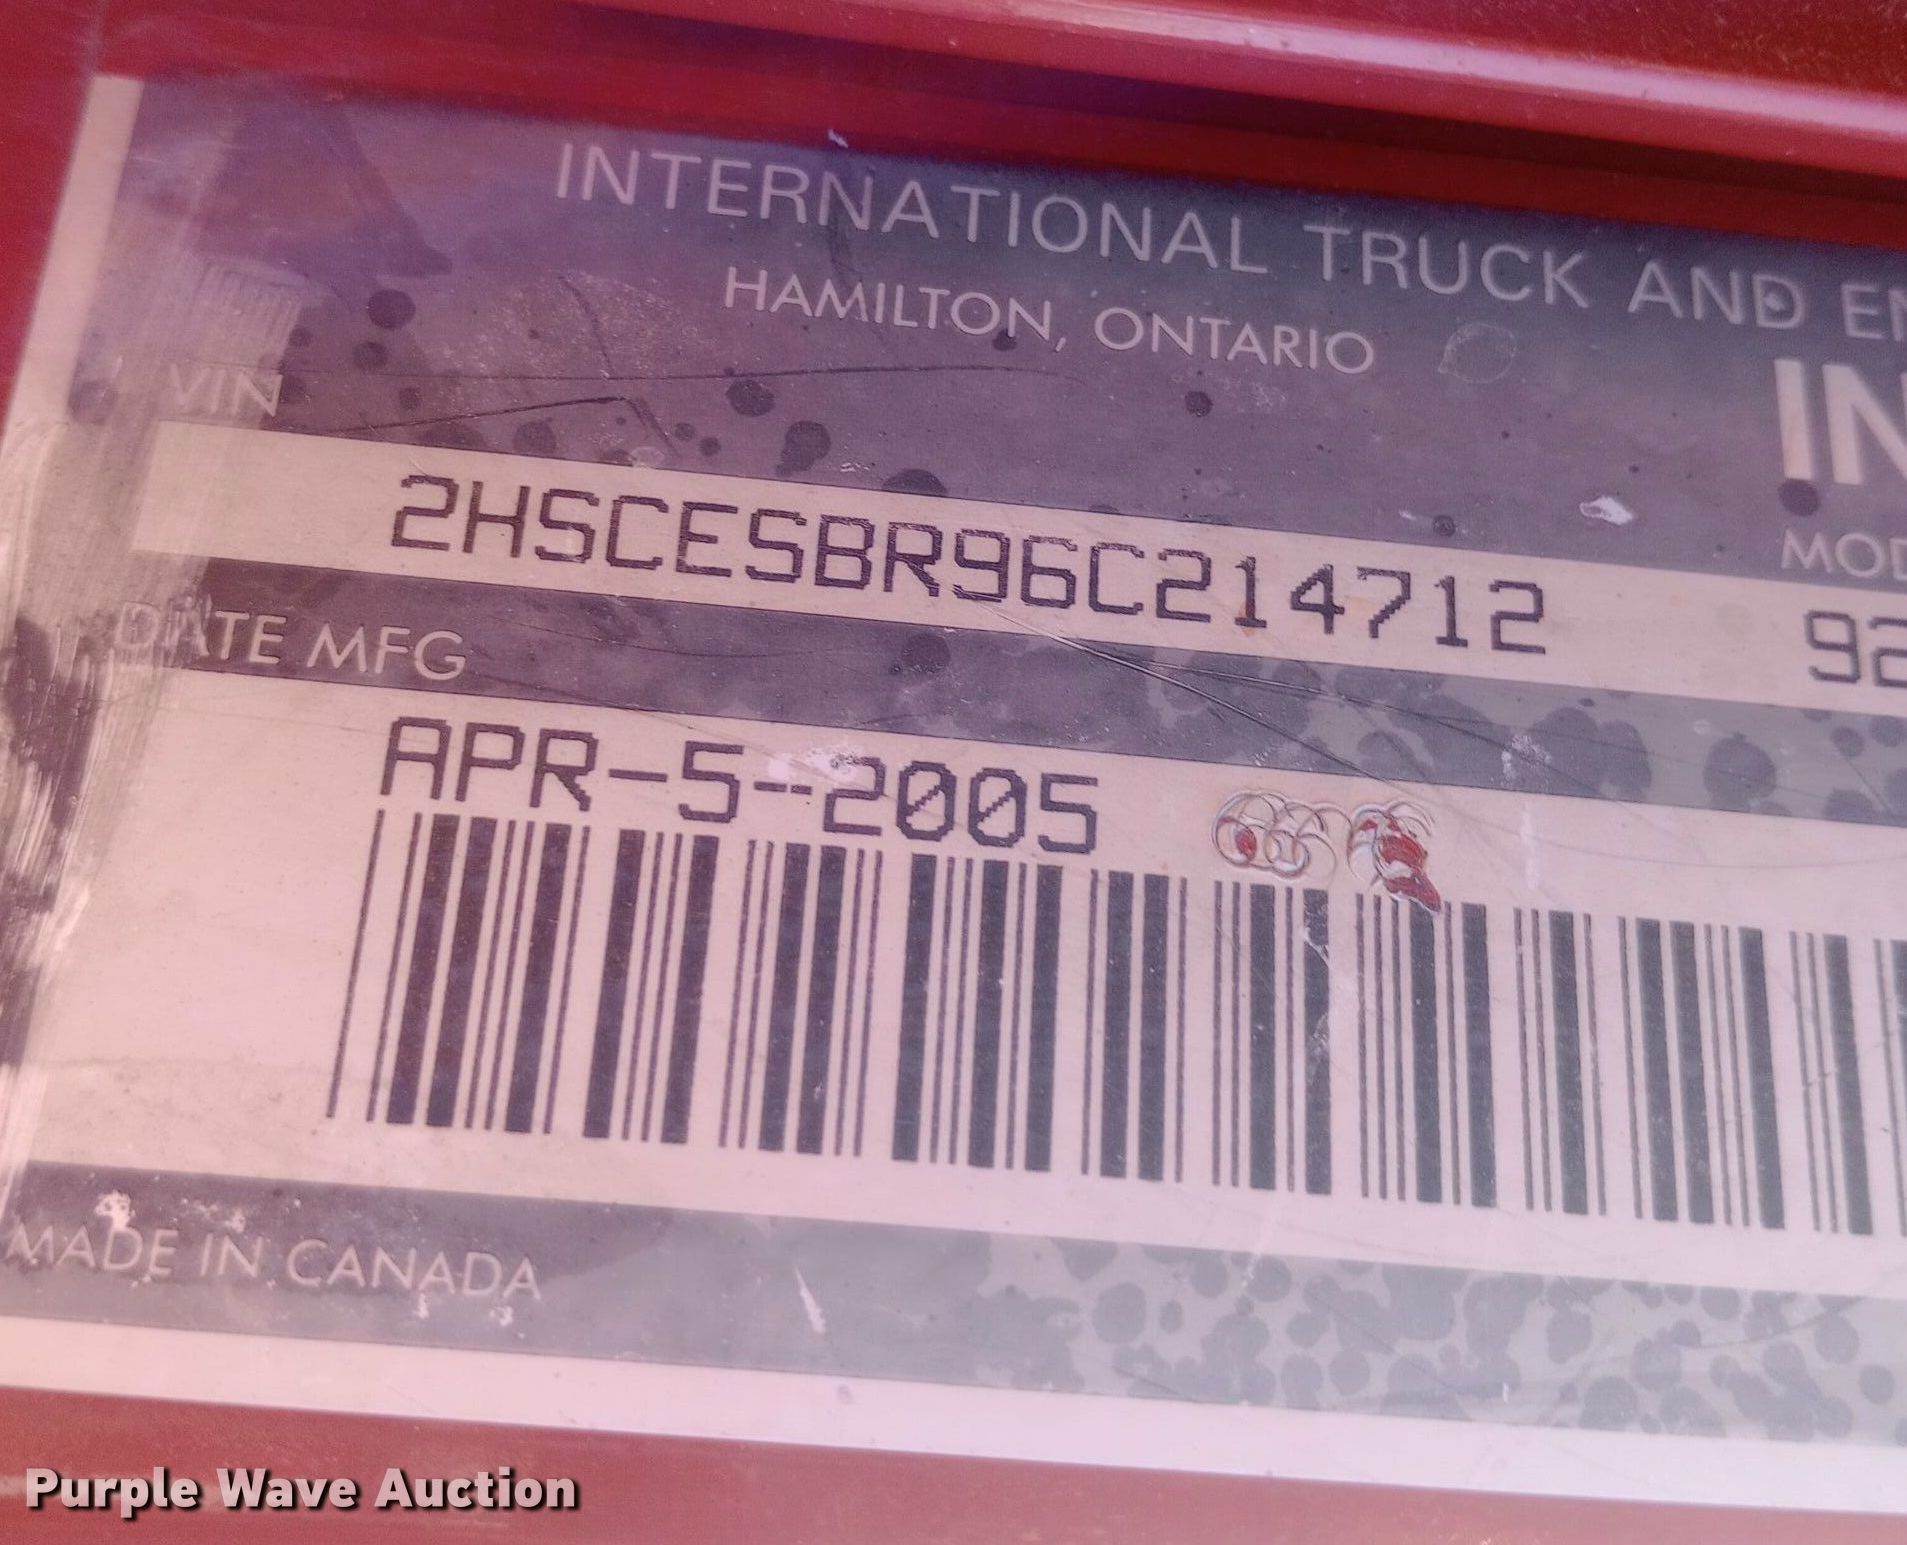 INTERNATIONAL TRUCK AND EN
HAMILTON, ONTARIO
IN
VIN
MOD
2HSCESBR96C214712
92
DATE MFG
APR-5-2005
MADE IN CANADA
Purple Wave Auction